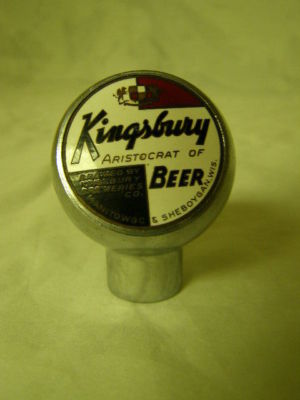 Kingsbury
ARISTOCRAT OF
BEER
BREWED BY
KINGSBURY
BREWERIES
CO.
MANITOWOC & SHEBOYGAN, WIS.